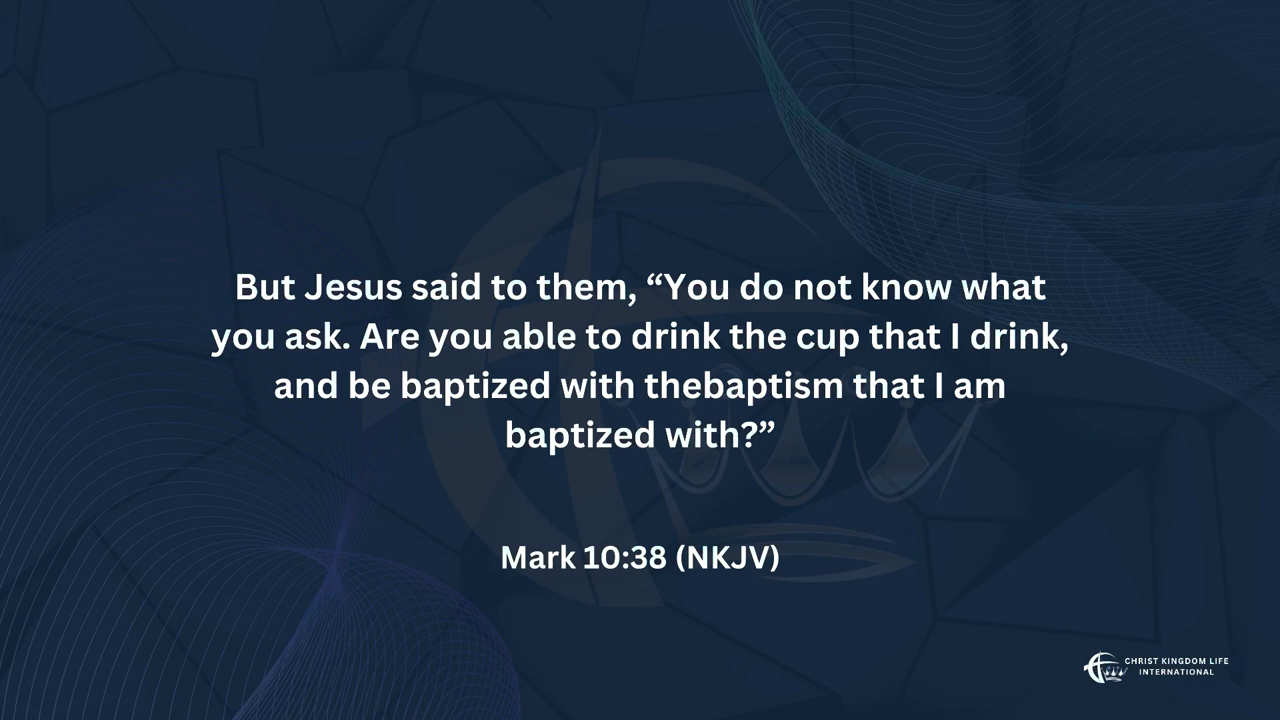 But Jesus said to them, “You do not know what
you ask. Are you able to drink the cup that I drink,
and be baptized with thebaptism that I am
baptized with?”
Mark 10:38 (NKJV)
CHRIST KINGDOM LIFE
INTERNATIONAL